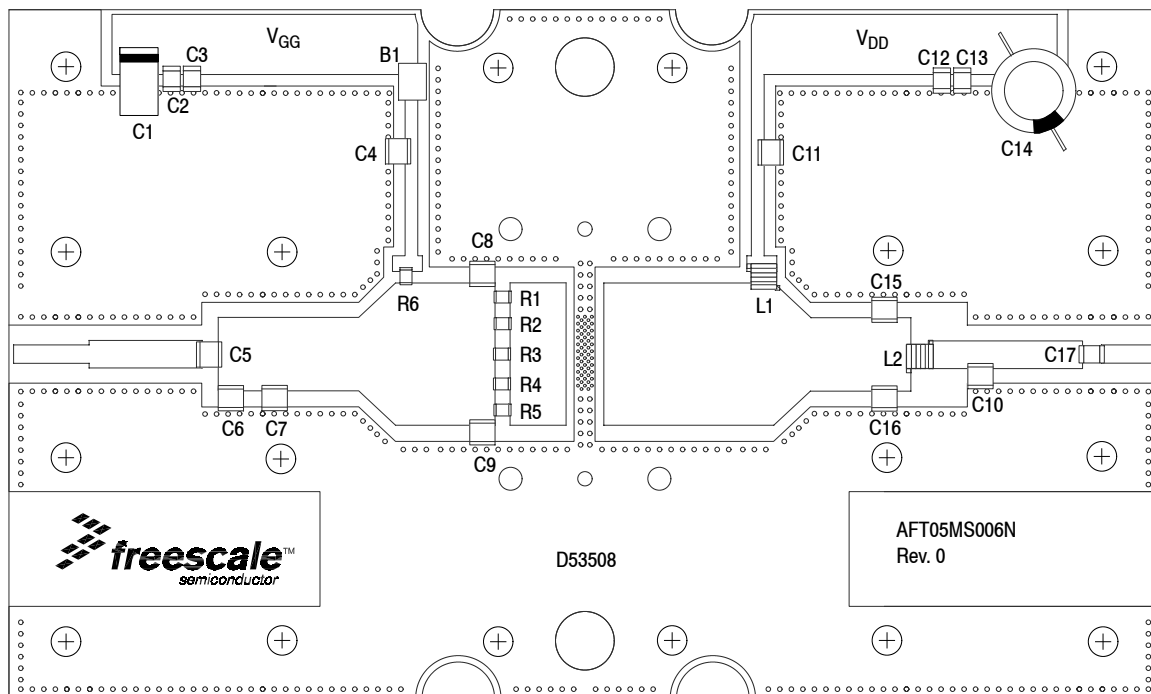 VGG
VDD
B1
C3
C2
C1
C12 C13
C14
C4
C11
C8
R6
L1
C15
R1
R2
R3
R4
R5
C5
L2
C17
C6 C7
C9
C16
C10
freescale™
semiconductor
D53508
AFT05MS006N
Rev. 0